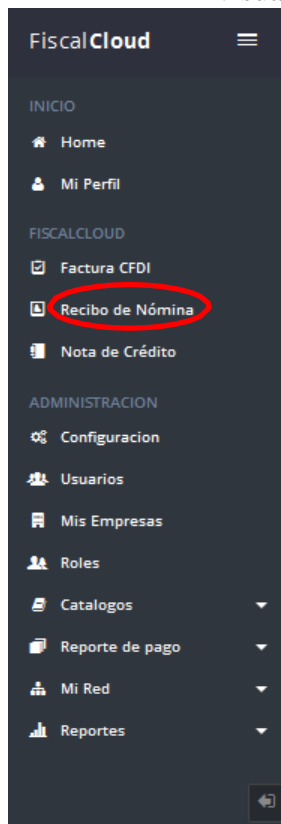 FiscalCloud
INICIO
Home
Mi Perfil
FISCALCLOUD
Factura CFDI
Recibo de Nómina
Nota de Crédito
ADMINISTRACION
Configuracion
Usuarios
Mis Empresas
Roles
Catalogos
Reporte de pago
Mi Red
Reportes